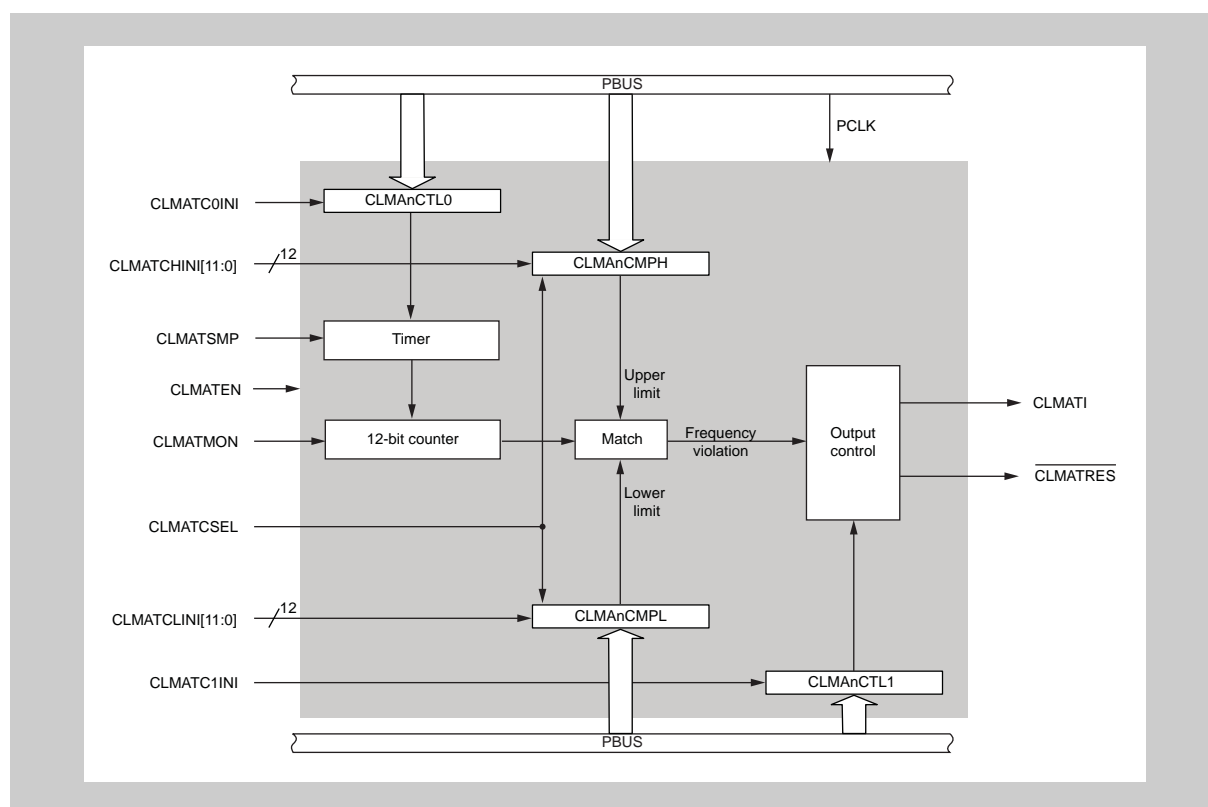 PBUS
PCLK
CLMATC0INI
CLMAnCTL0
CLMATCHINI[11:0]
12
CLMAnCMPH
CLMATSMP
Timer
Upper
limit
CLMATEN
CLMATI
CLMATMON
12-bit counter
Match
Frequency
violation
Output
control
CLMATRES
Lower
limit
CLMATCSEL
CLMATCLINI[11:0]
12
CLMAnCMPL
CLMATC1INI
CLMAnCTL1
PBUS